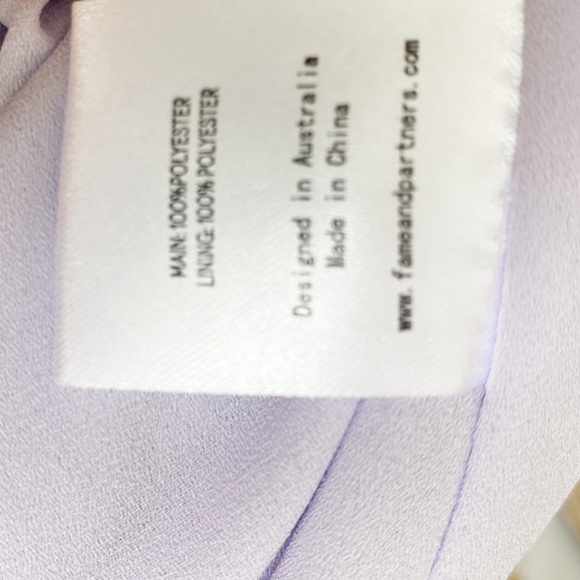 MAIN: 100%POLYESTER
LINING: 100% POLYESTER
Designed in Australia
Made in China
www.fameandpartners.com